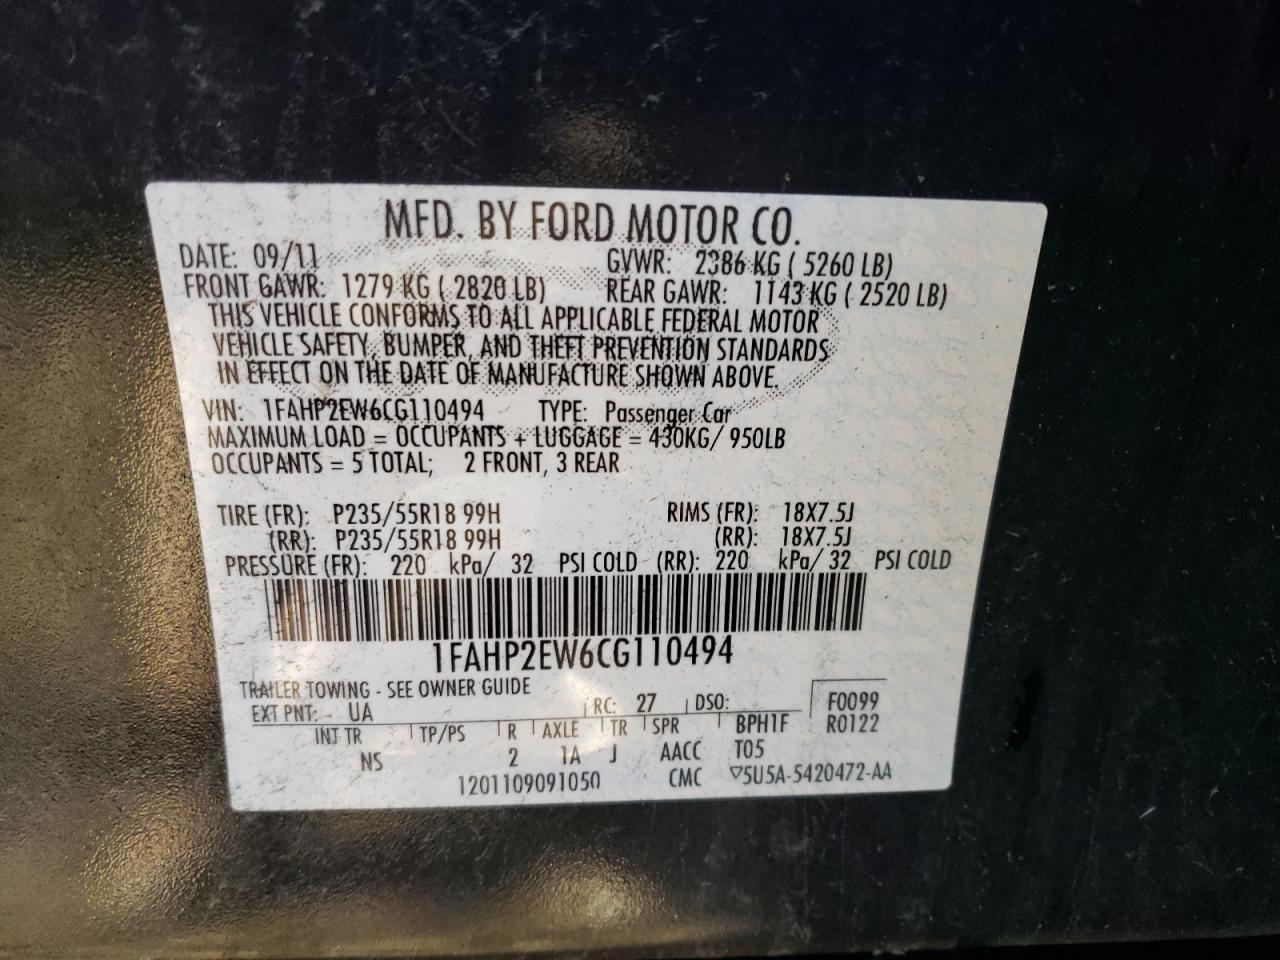 MFD. BY FORD MOTOR CO.
DATE: 09/11 GVWR: 2386 KG ( 5260 LB)
FRONT GAWR: 1279 KG ( 2820 LB) REAR GAWR: 1143 KG ( 2520 LB)
THIS VEHICLE CONFORMS TO ALL APPLICABLE FEDERAL MOTOR
VEHICLE SAFETY, BUMPER, AND THEFT PREVENTION STANDARDS
IN EFFECT ON THE DATE OF MANUFACTURE SHOWN ABOVE.
VIN: 1FAHP2EW6CG110494 TYPE: Passenger Car
MAXIMUM LOAD = OCCUPANTS + LUGGAGE = 430KG/ 950LB
OCCUPANTS = 5 TOTAL; 2 FRONT, 3 REAR
TIRE (FR): P235/55R18 99H RIMS (FR): 18X7.5J
(RR): P235/55R18 99H (RR): 18X7.5J
PRESSURE (FR): 220 kPa/ 32 PSI COLD (RR): 220 kPa/ 32 PSI COLD
1FAHP2EW6CG110494
TRAILER TOWING - SEE OWNER GUIDE
EXT PNT: UA RC: 27 DSO: F0099
INT TR TP/PS R AXLE TR SPR BPH1F R0122
NS 2 1A J AACC T05
1201109091050 CMC ▽5U5A-5420472-AA